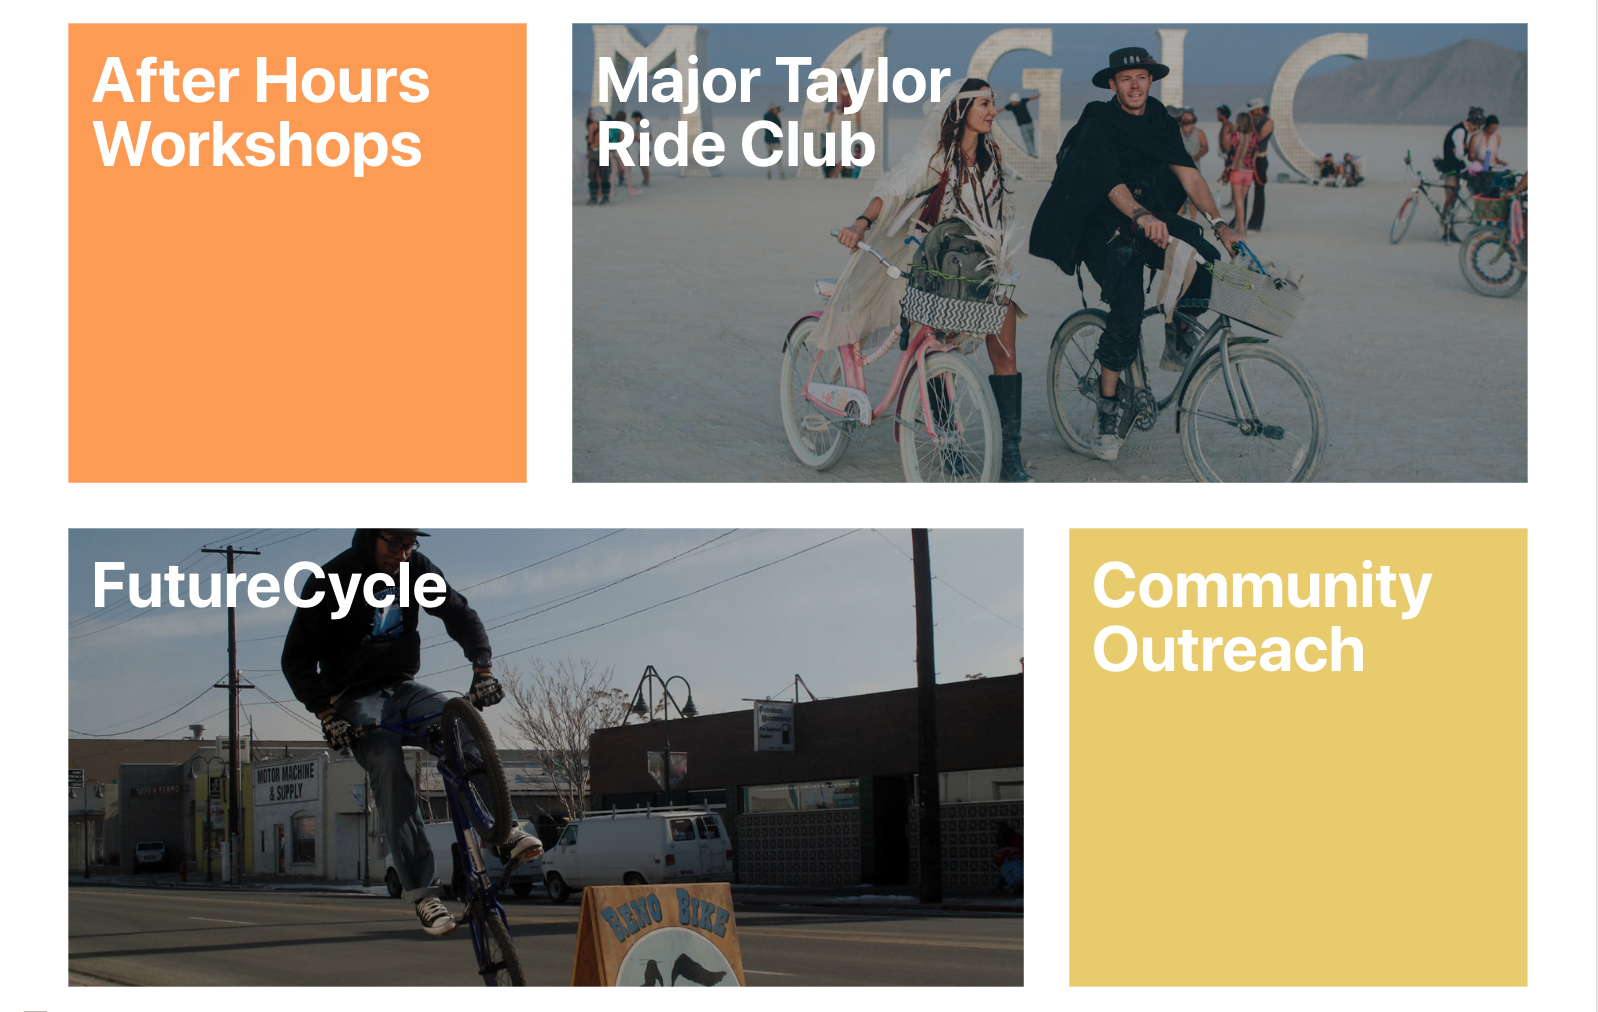 After Hours
Workshops
MAGIC
Major Taylor
Ride Club
FutureCycle
MOTOR MACHINE
& SUPPLY
RENO BIKE
Community
Outreach